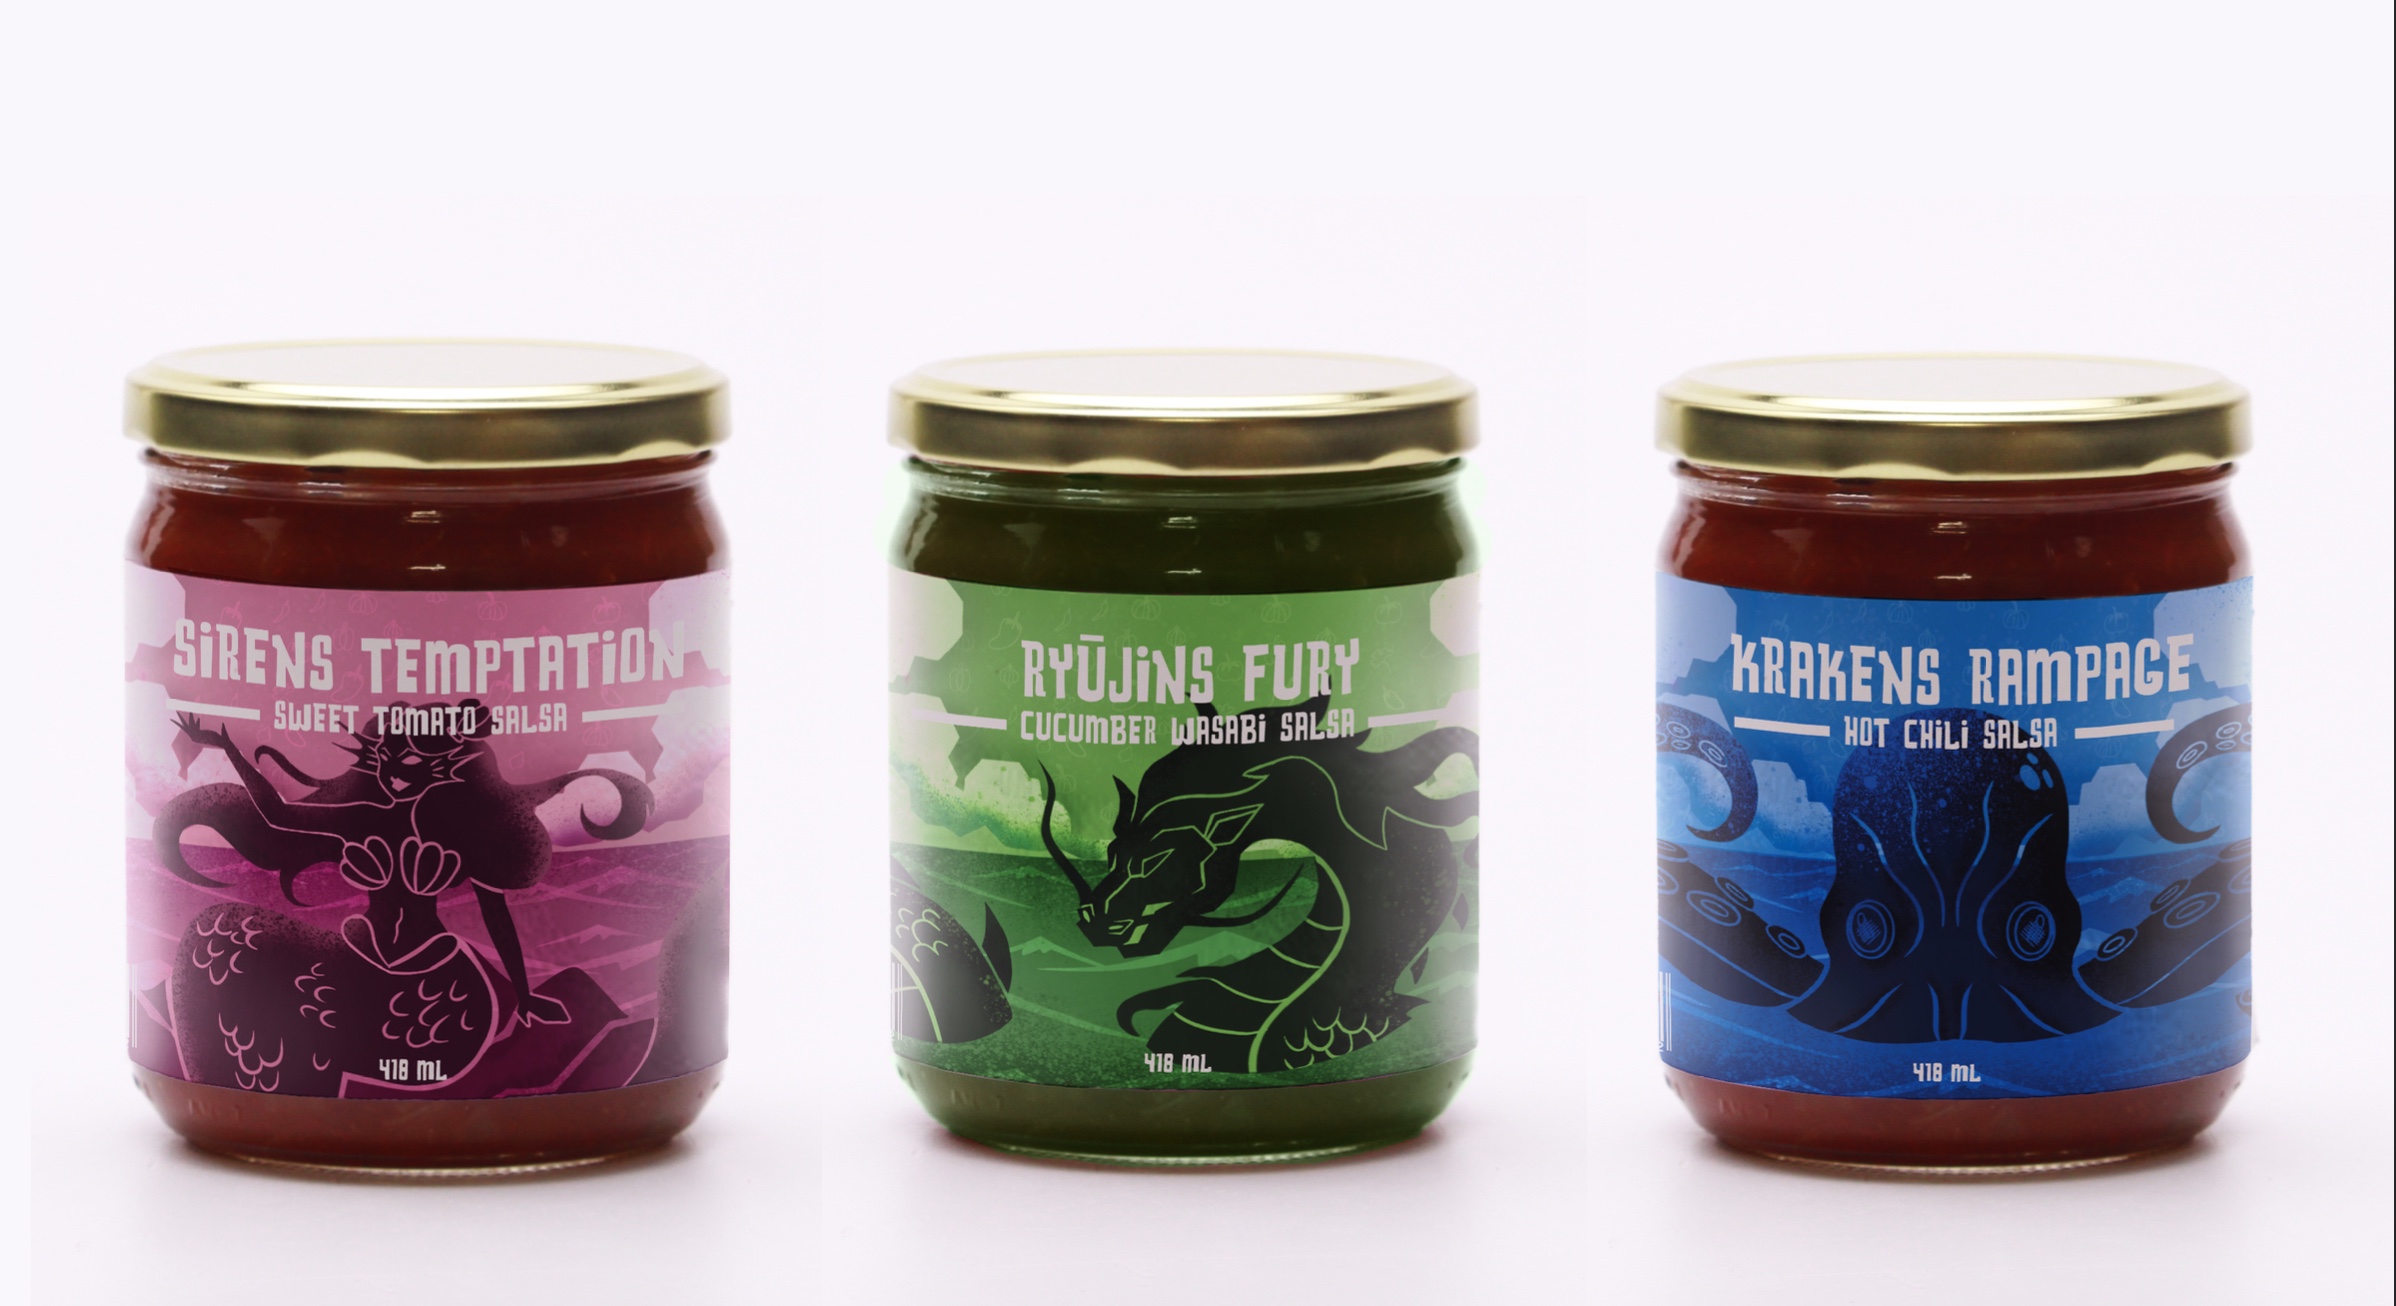 SiRENS TEMPTATiON
SWEET TOMATO SALSA
418 mL
RYŪJiNS FURY
CUCUMBER WASABi SALSA
418 mL
KRAKENS RAMPAGE
HOT CHiLi SALSA
418 mL